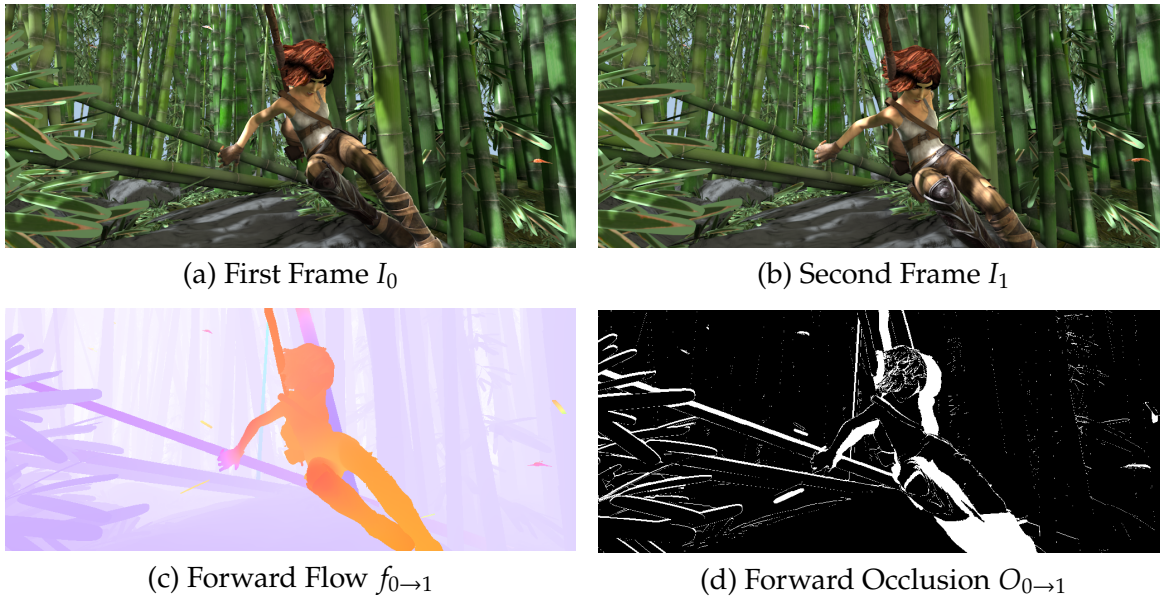 (a) First Frame I₀
(b) Second Frame I₁
(c) Forward Flow f₀→₁
(d) Forward Occlusion O₀→₁